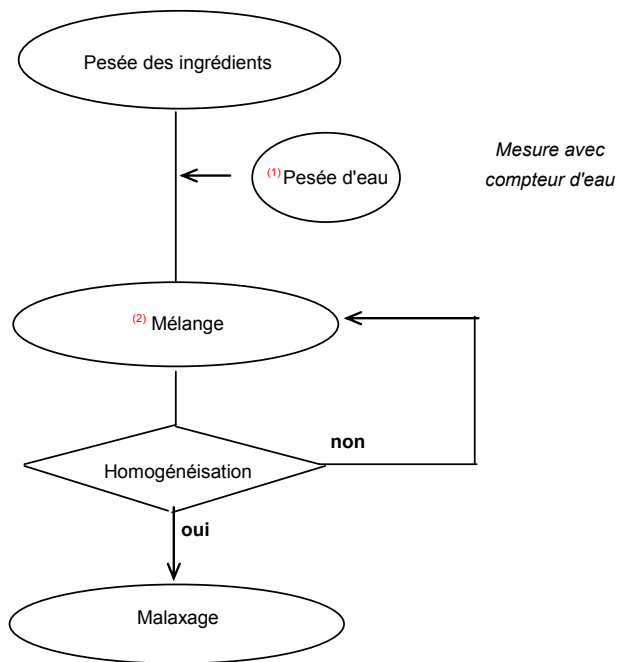 Pesée des ingrédients
(1) Pesée d'eau
Mesure avec
compteur d'eau
(2) Mélange
non
Homogénéisation
oui
Malaxage